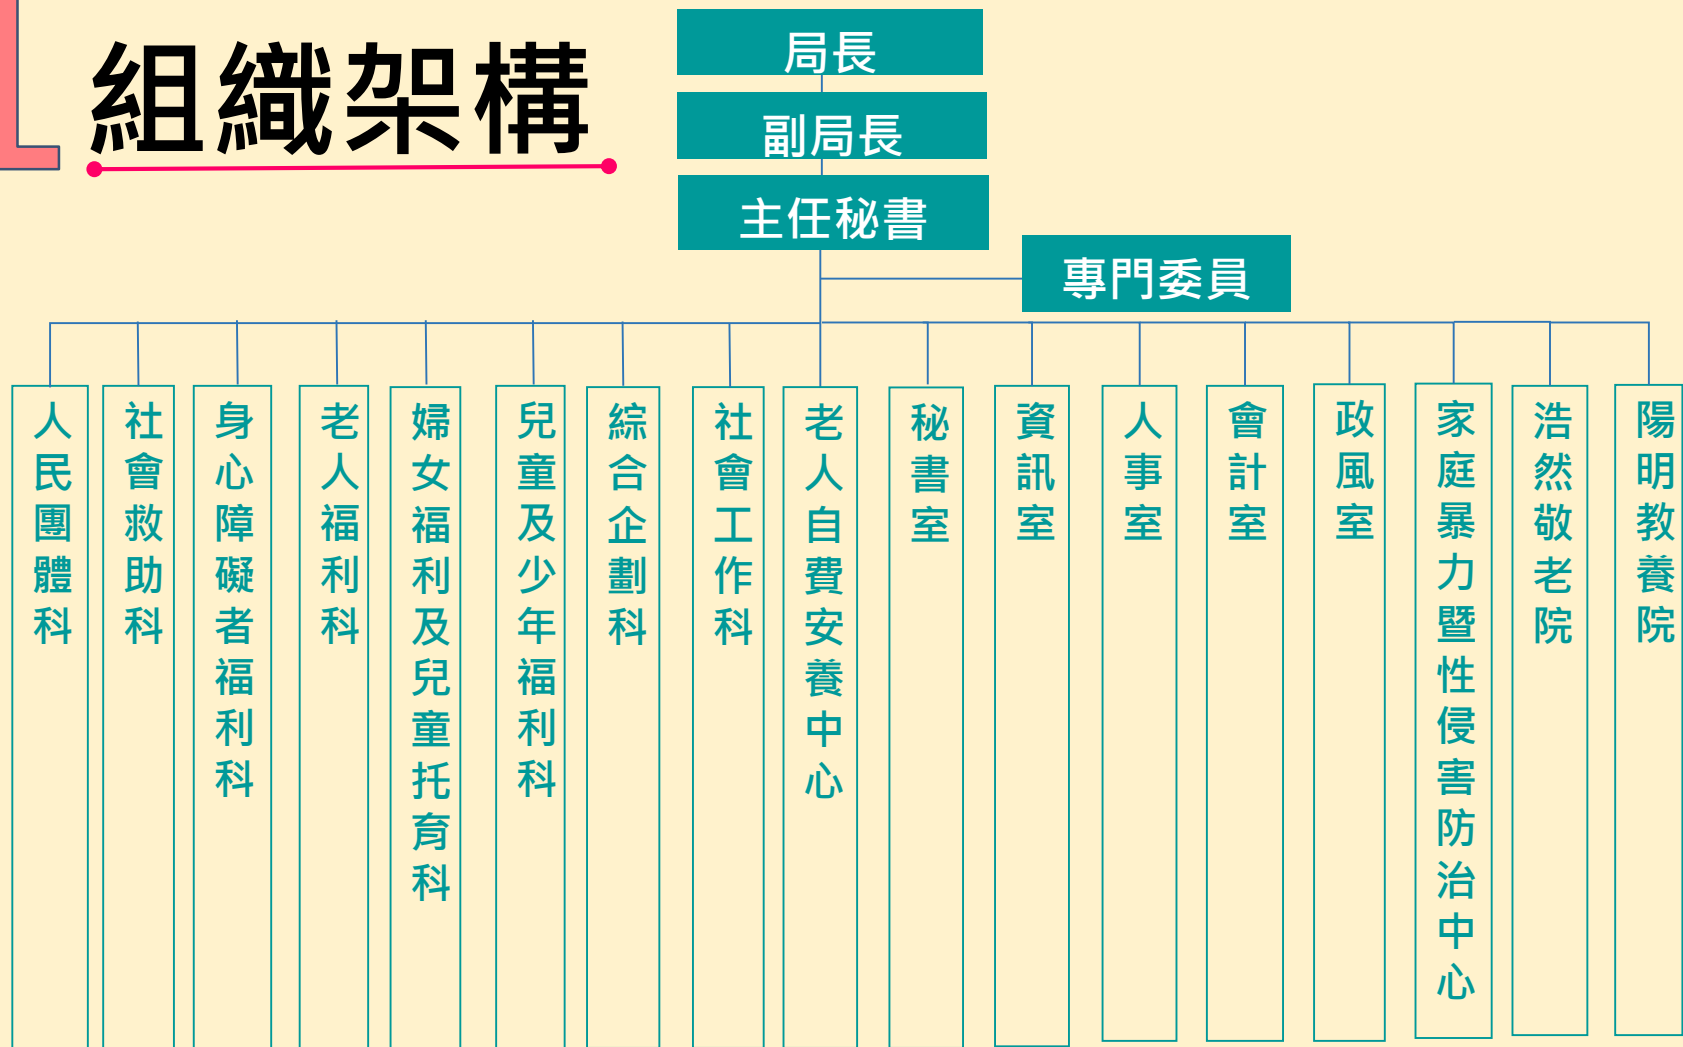 組織架構
局長
副局長
主任秘書
專門委員
人民團體科
社會救助科
身心障礙者福利科
老人福利科
婦女福利及兒童托育科
兒童及少年福利科
綜合企劃科
社會工作科
老人自費安養中心
秘書室
資訊室
人事室
會計室
政風室
家庭暴力暨性侵害防治中心
浩然敬老院
陽明教養院